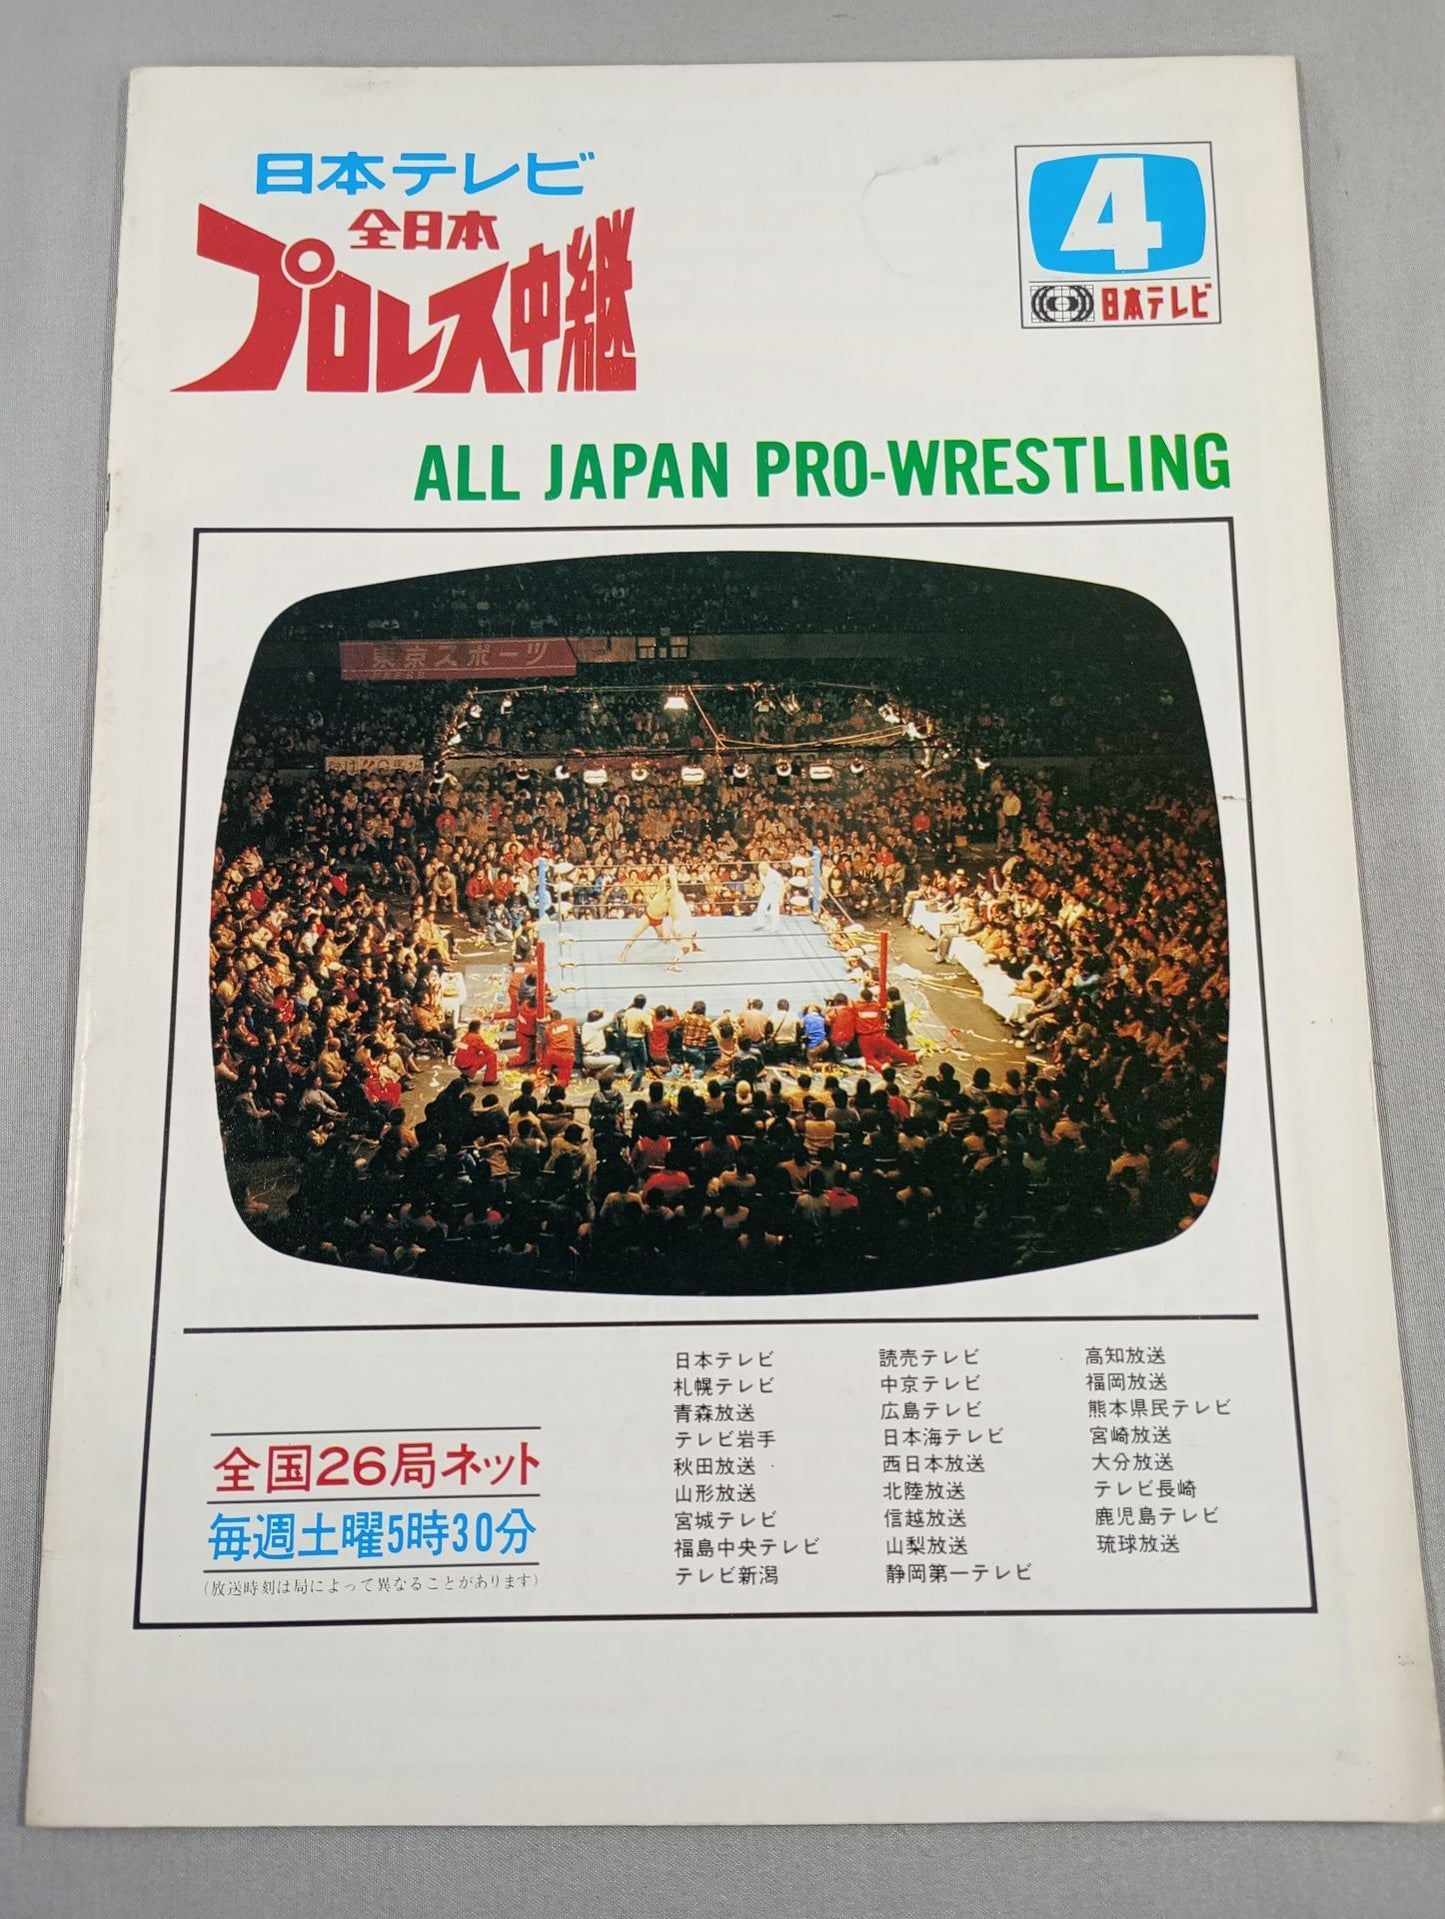 日本テレビ
全日本
プロレス中継
4
日本テレビ
ALL JAPAN PRO-WRESTLING
東京スポーツ
全国26局ネット
毎週土曜5時30分
(放送時刻は局によって異なることがあります)
日本テレビ
札幌テレビ
青森放送
テレビ岩手
秋田放送
山形放送
宮城テレビ
福島中央テレビ
テレビ新潟
読売テレビ
中京テレビ
広島テレビ
日本海テレビ
西日本放送
北陸放送
信越放送
山梨放送
静岡第一テレビ
高知放送
福岡放送
熊本県民テレビ
宮崎放送
大分放送
テレビ長崎
鹿児島テレビ
琉球放送